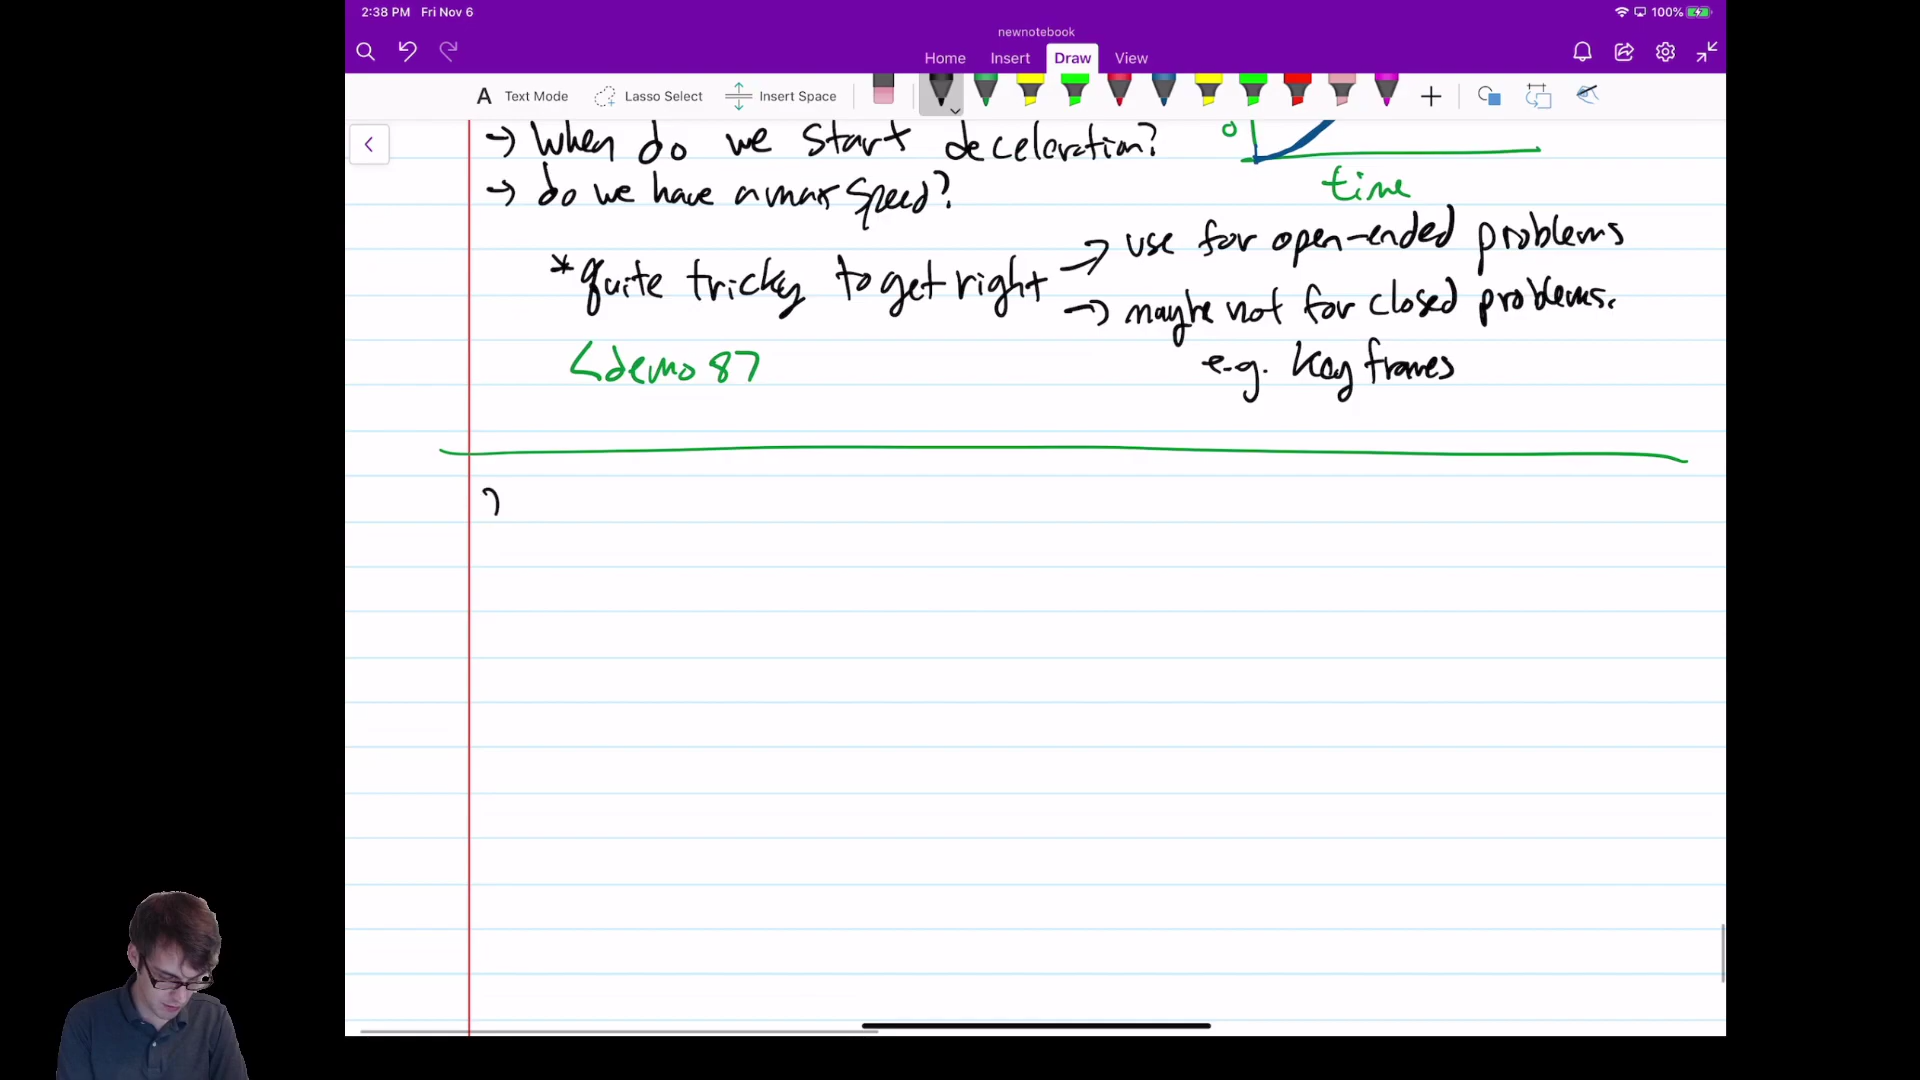 2:38 PM Fri Nov 6
100%
newnotebook
Home Insert Draw View
A Text Mode Lasso Select Insert Space
→ When do we start deceleration?
0
→ do we have a max speed?
time
→ use for open-ended problems
* quite tricky to get right
→ maybe not for closed problems.
<demo 87
e.g. Key frames